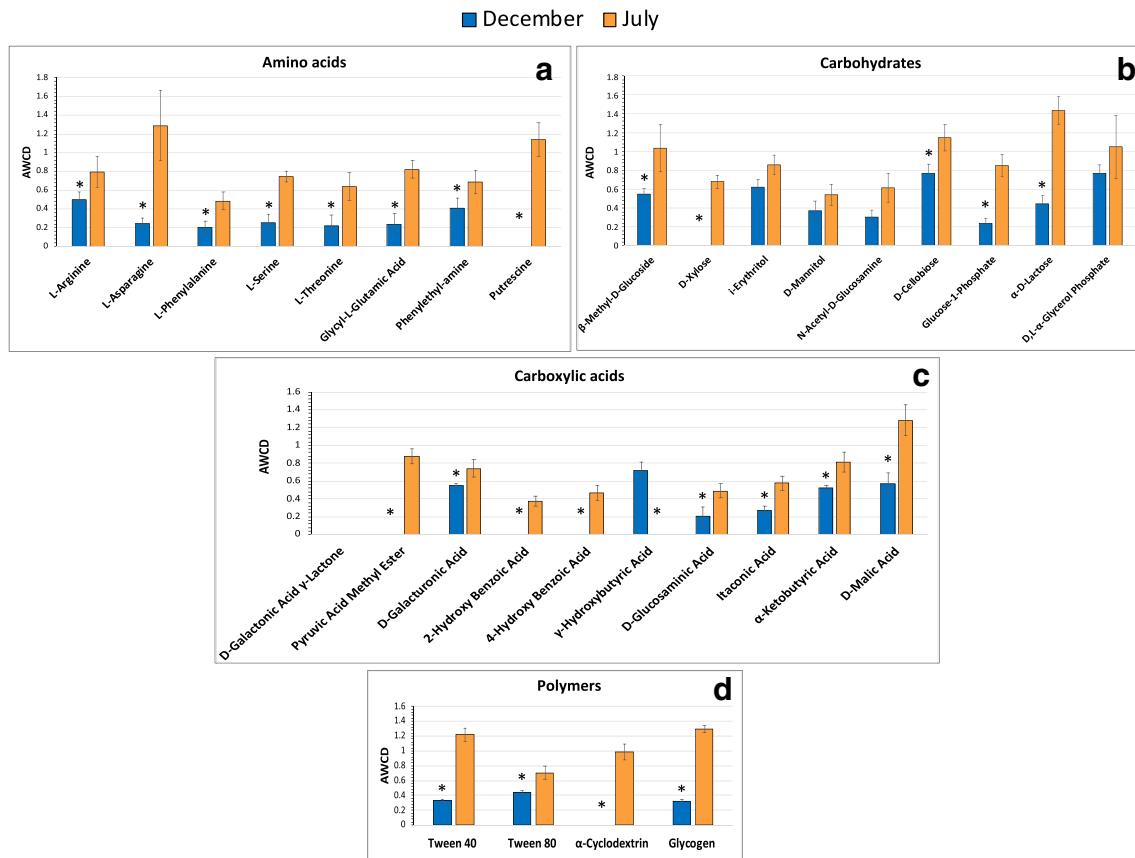 December July
Amino acids
a
AWCD
1.8
1.6
1.4
1.2
1
0.8
0.6
0.4
0.2
0
* * * * * * * *
L-Arginine
L-Asparagine
L-Phenylalanine
L-Serine
L-Threonine
Glycyl-L-Glutamic Acid
Phenylethyl-amine
Putrescine
Carbohydrates
b
AWCD
1.8
1.6
1.4
1.2
1
0.8
0.6
0.4
0.2
0
* * * * *
β-Methyl-D-Glucoside
D-Xylose
i-Erythritol
D-Mannitol
N-Acetyl-D-Glucosamine
D-Cellobiose
Glucose-1-Phosphate
α-D-Lactose
D,L-α-Glycerol Phosphate
Carboxylic acids
c
AWCD
1.6
1.4
1.2
1
0.8
0.6
0.4
0.2
0
* * * * * * * * *
D-Galactonic Acid γ-Lactone
Pyruvic Acid Methyl Ester
D-Galacturonic Acid
2-Hydroxy Benzoic Acid
4-Hydroxy Benzoic Acid
γ-Hydroxybutyric Acid
D-Glucosaminic Acid
Itaconic Acid
α-Ketobutyric Acid
D-Malic Acid
Polymers
d
AWCD
1.6
1.4
1.2
1
0.8
0.6
0.4
0.2
0
* * * *
Tween 40 Tween 80 α-Cyclodextrin Glycogen